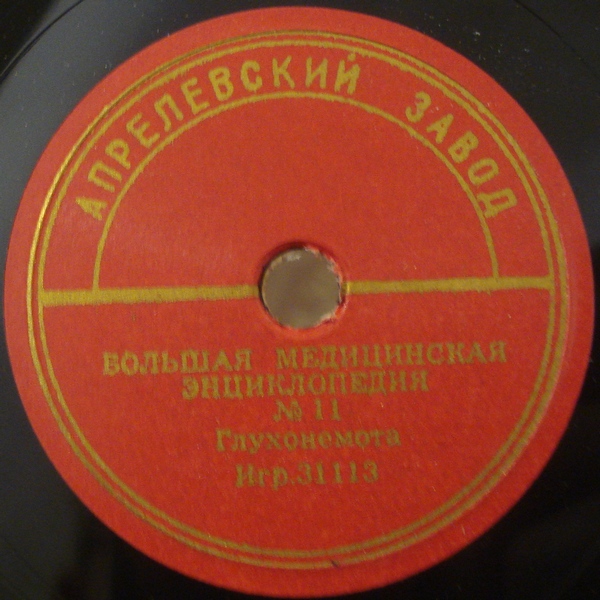 АПРЕЛЕВСКИЙ ЗАВОД
БОЛЬШАЯ МЕДИЦИНСКАЯ
ЭНЦИКЛОПЕДИЯ
№ 11
Глухонемота
Игр.31113